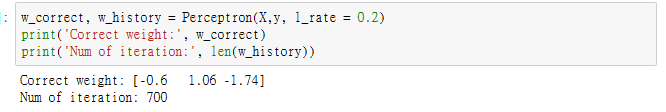 ]: w_correct, w_history = Perceptron(X,y, l_rate = 0.2)
print('Correct weight:', w_correct)
print('Num of iteration:', len(w_history))
Correct weight: [-0.6   1.06 -1.74]
Num of iteration: 700